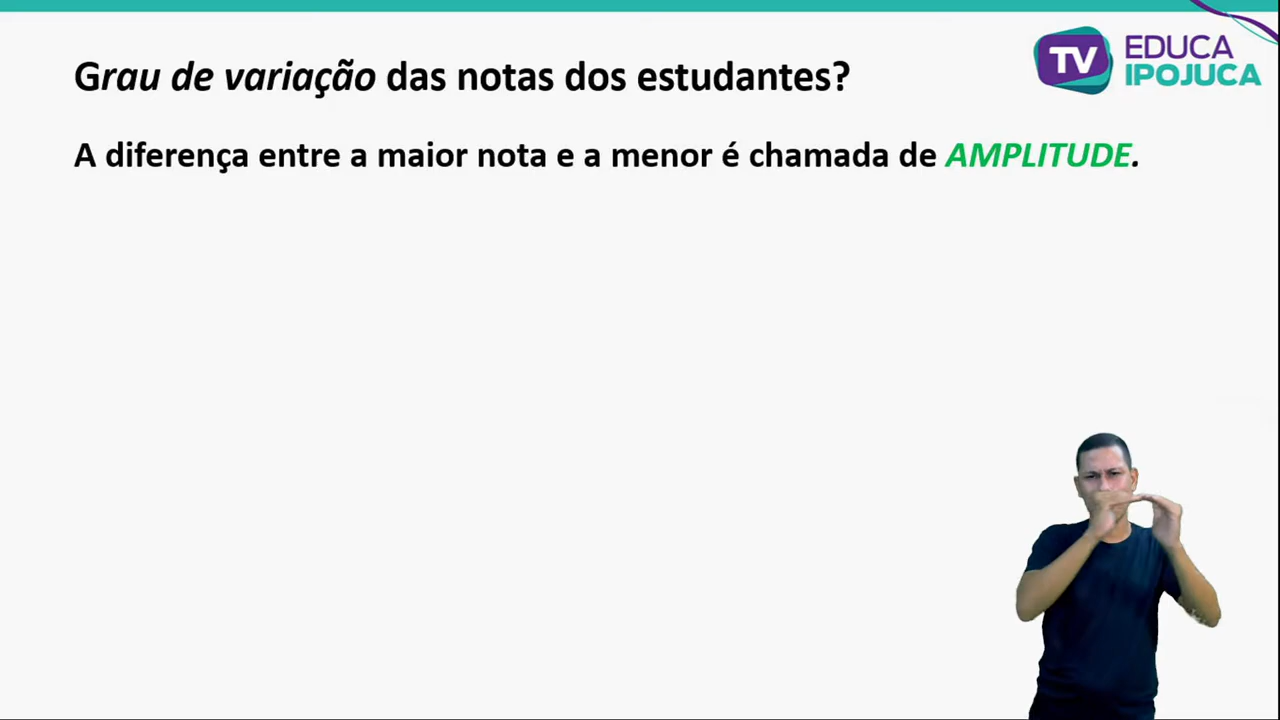 Grau de variação das notas dos estudantes?
TV EDUCA
IPOJUCA
A diferença entre a maior nota e a menor é chamada de AMPLITUDE.